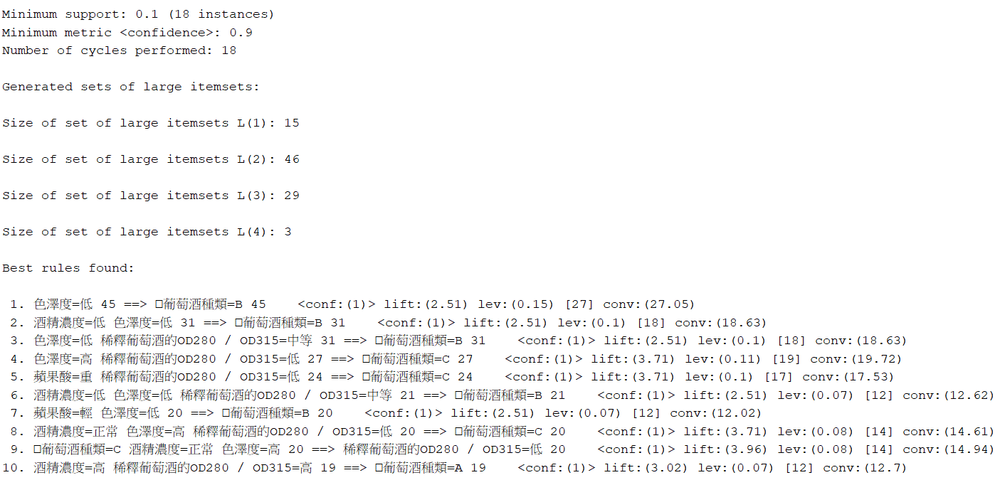 Minimum support: 0.1 (18 instances)
Minimum metric <confidence>: 0.9
Number of cycles performed: 18
Generated sets of large itemsets:
Size of set of large itemsets L(1): 15
Size of set of large itemsets L(2): 46
Size of set of large itemsets L(3): 29
Size of set of large itemsets L(4): 3
Best rules found:
1. 色澤度=低 45 ==> □葡萄酒種類=B 45 <conf:(1)> lift:(2.51) lev:(0.15) [27] conv:(27.05)
2. 酒精濃度=低 色澤度=低 31 ==> □葡萄酒種類=B 31 <conf:(1)> lift:(2.51) lev:(0.1) [18] conv:(18.63)
3. 色澤度=低 稀釋葡萄酒的OD280 / OD315=中等 31 ==> □葡萄酒種類=B 31 <conf:(1)> lift:(2.51) lev:(0.1) [18] conv:(18.63)
4. 色澤度=高 稀釋葡萄酒的OD280 / OD315=低 27 ==> □葡萄酒種類=C 27 <conf:(1)> lift:(3.71) lev:(0.11) [19] conv:(19.72)
5. 蘋果酸=重 稀釋葡萄酒的OD280 / OD315=低 24 ==> □葡萄酒種類=C 24 <conf:(1)> lift:(3.71) lev:(0.1) [17] conv:(17.53)
6. 酒精濃度=低 色澤度=低 稀釋葡萄酒的OD280 / OD315=中等 21 ==> □葡萄酒種類=B 21 <conf:(1)> lift:(2.51) lev:(0.07) [12] conv:(12.62)
7. 蘋果酸=輕 色澤度=低 20 ==> □葡萄酒種類=B 20 <conf:(1)> lift:(2.51) lev:(0.07) [12] conv:(12.02)
8. 酒精濃度=正常 色澤度=高 稀釋葡萄酒的OD280 / OD315=低 20 ==> □葡萄酒種類=C 20 <conf:(1)> lift:(3.71) lev:(0.08) [14] conv:(14.61)
9. □葡萄酒種類=C 酒精濃度=正常 色澤度=高 20 ==> 稀釋葡萄酒的OD280 / OD315=低 20 <conf:(1)> lift:(3.96) lev:(0.08) [14] conv:(14.94)
10. 酒精濃度=高 稀釋葡萄酒的OD280 / OD315=高 19 ==> □葡萄酒種類=A 19 <conf:(1)> lift:(3.02) lev:(0.07) [12] conv:(12.7)